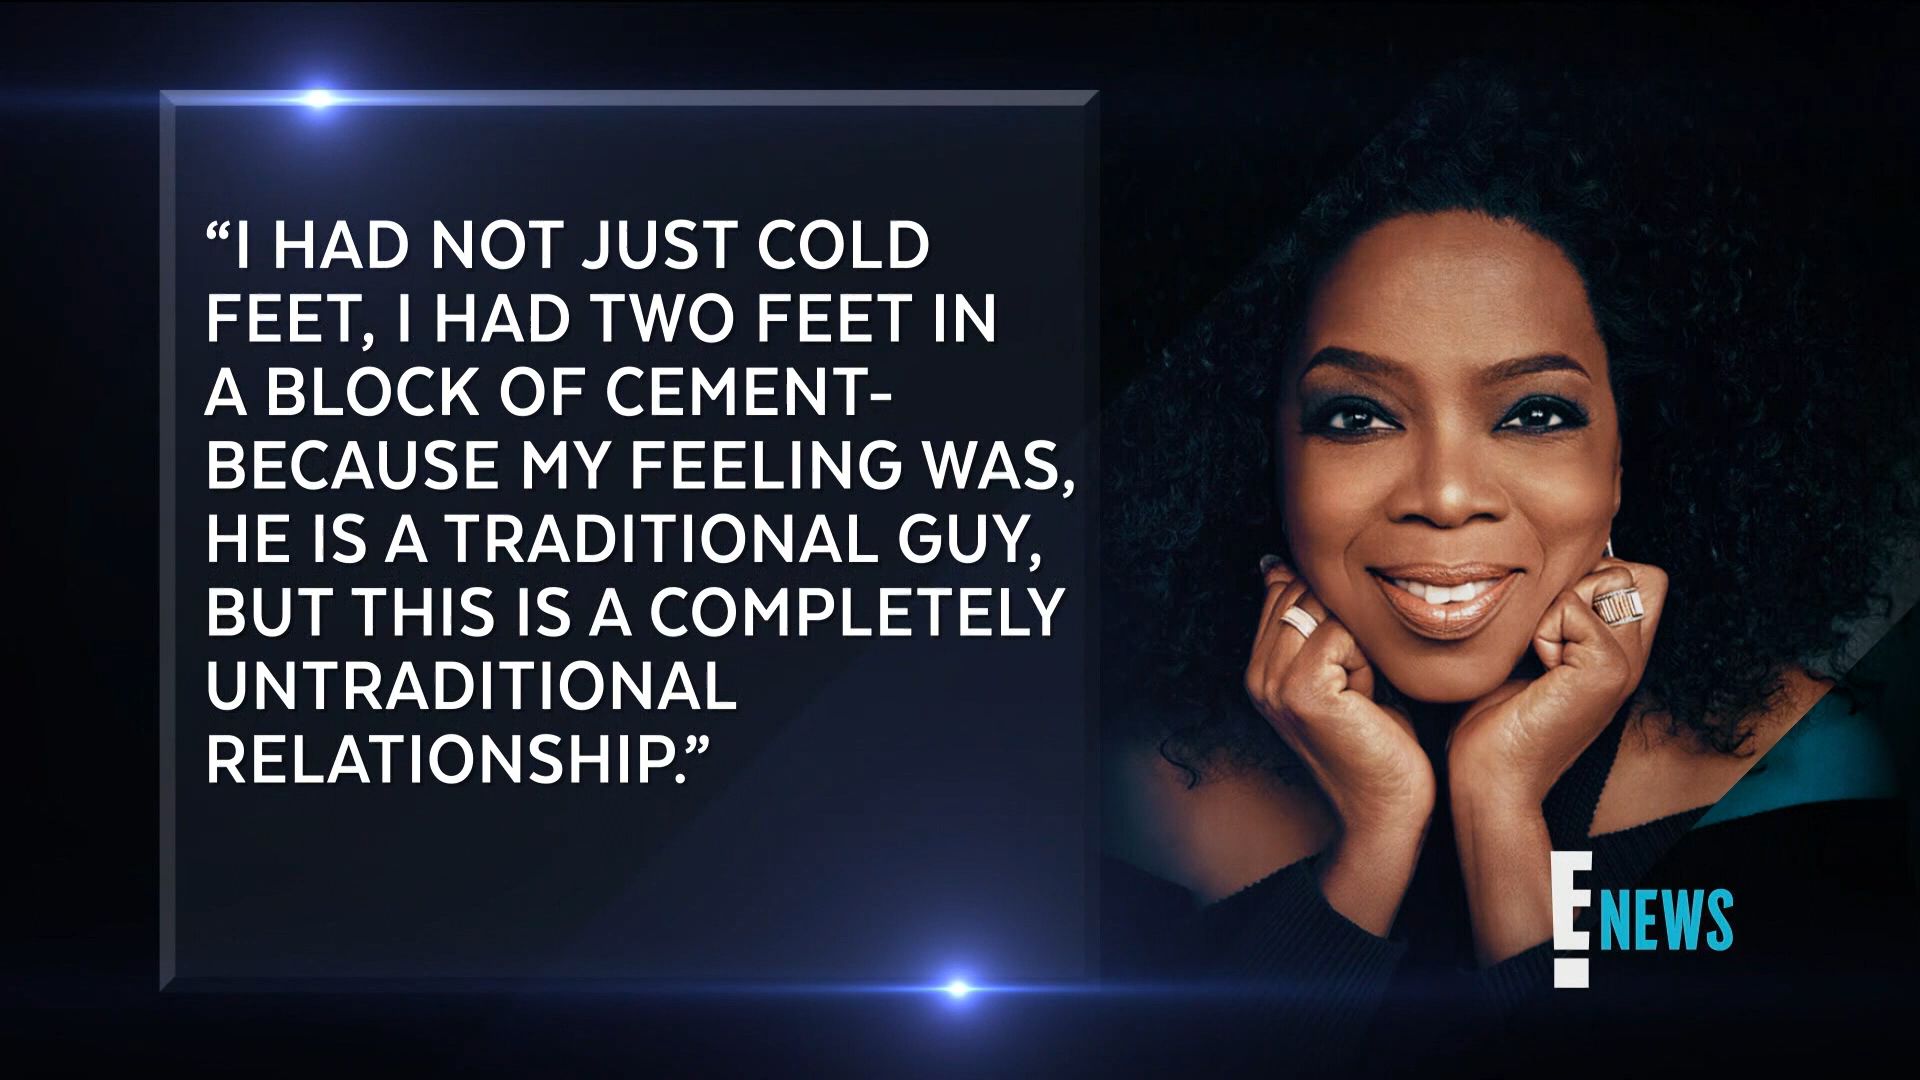 “I HAD NOT JUST COLD
FEET, I HAD TWO FEET IN
A BLOCK OF CEMENT-
BECAUSE MY FEELING WAS,
HE IS A TRADITIONAL GUY,
BUT THIS IS A COMPLETELY
UNTRADITIONAL
RELATIONSHIP.”
E! NEWS